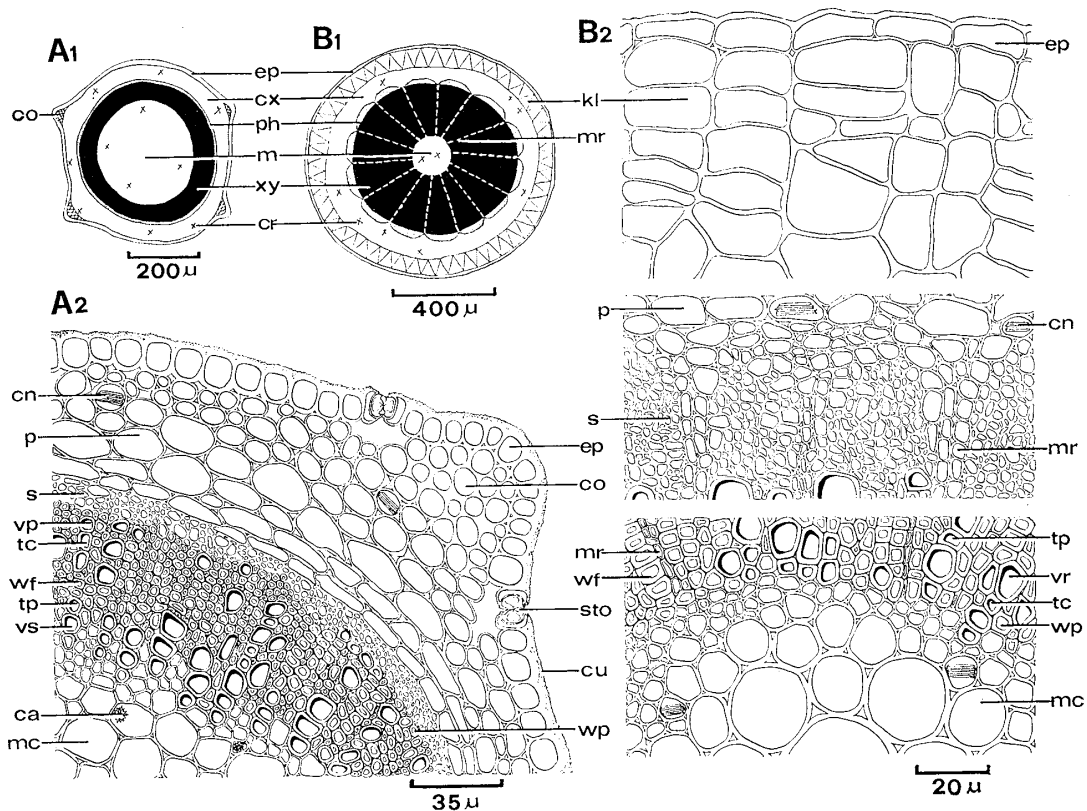 A1
B1
B2
ep
cx
co
ph
m
xy
cr
kl
mr
ep
200 μ
400 μ
A2
cn
p
s
vp
tc
wf
tp
vs
ca
mc
ep
co
sto
cu
wp
35 μ
p
cn
s
mr
mr
wf
tp
vr
tc
wp
mc
20 μ